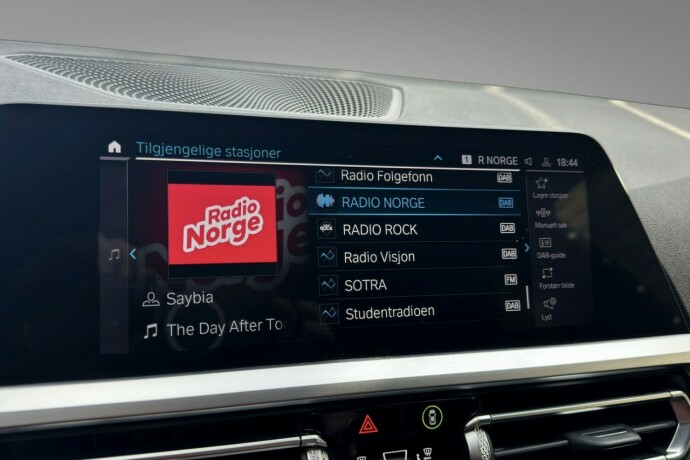 Tilgjengelige stasjoner
1 R NORGE 18:44
Radio Folgefonn DAB
RADIO NORGE DAB
RADIO ROCK DAB
Radio Visjon DAB
SOTRA FM
Studentradioen DAB
Radio
Norge
Saybia
The Day After To
Lagre stasjon
Manuelt søk
DAB-guide
Forstørr bilde
Lyd